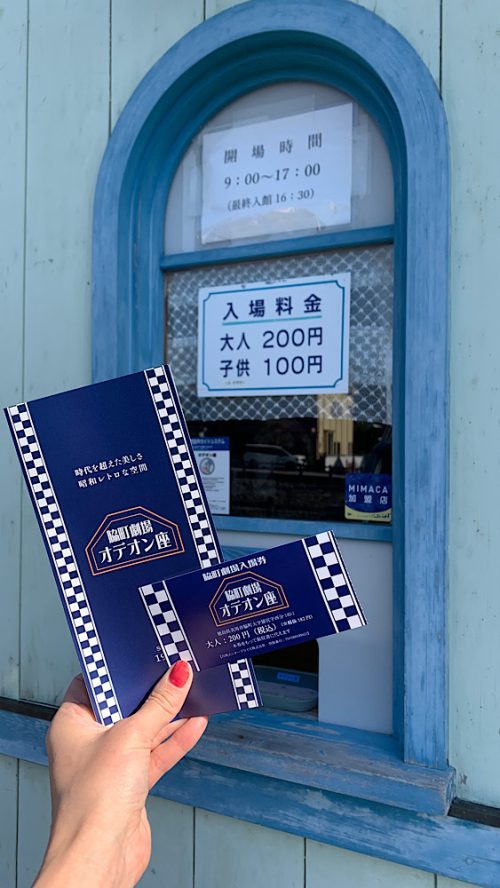 開場時間
9：00～17：00
（最終入館16：30）
入場料金
大人 200円
子供 100円
MIMACA
加盟店
時代を超えた美しさ
昭和レトロな空間
脇町劇場
オデオン座
脇町劇場入場券
脇町劇場
オデオン座
大人：200円（税込）